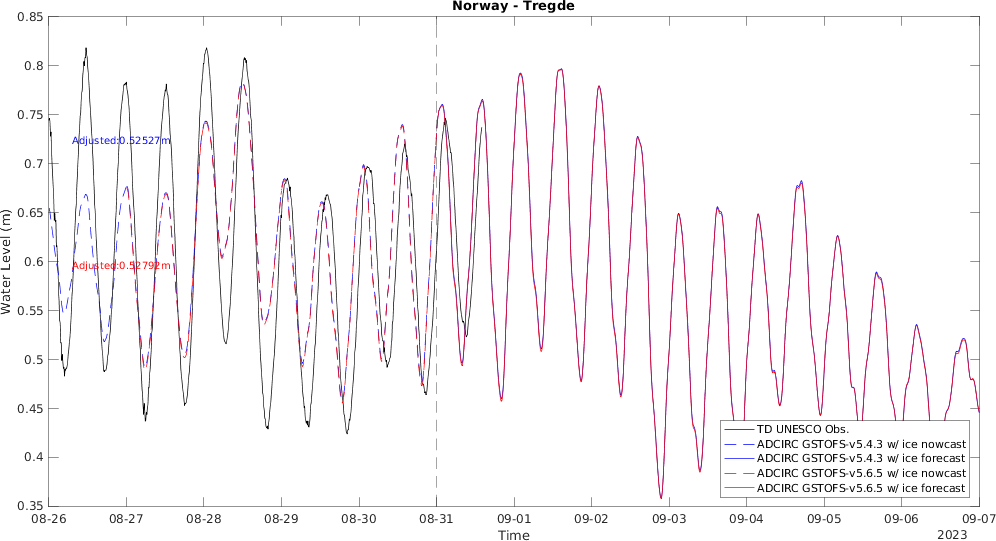 Norway - Tregde
0.85
0.8
0.75
0.7
0.65
0.6
0.55
0.5
0.45
0.4
0.35
Water Level (m)
Adjusted:0.52527m
Adjusted:0.52792m
TD UNESCO Obs.
ADCIRC GSTOFS-v5.4.3 w/ ice nowcast
ADCIRC GSTOFS-v5.4.3 w/ ice forecast
ADCIRC GSTOFS-v5.6.5 w/ ice nowcast
ADCIRC GSTOFS-v5.6.5 w/ ice forecast
08-26 08-27 08-28 08-29 08-30 08-31 09-01 09-02 09-03 09-04 09-05 09-06 09-07
Time
2023